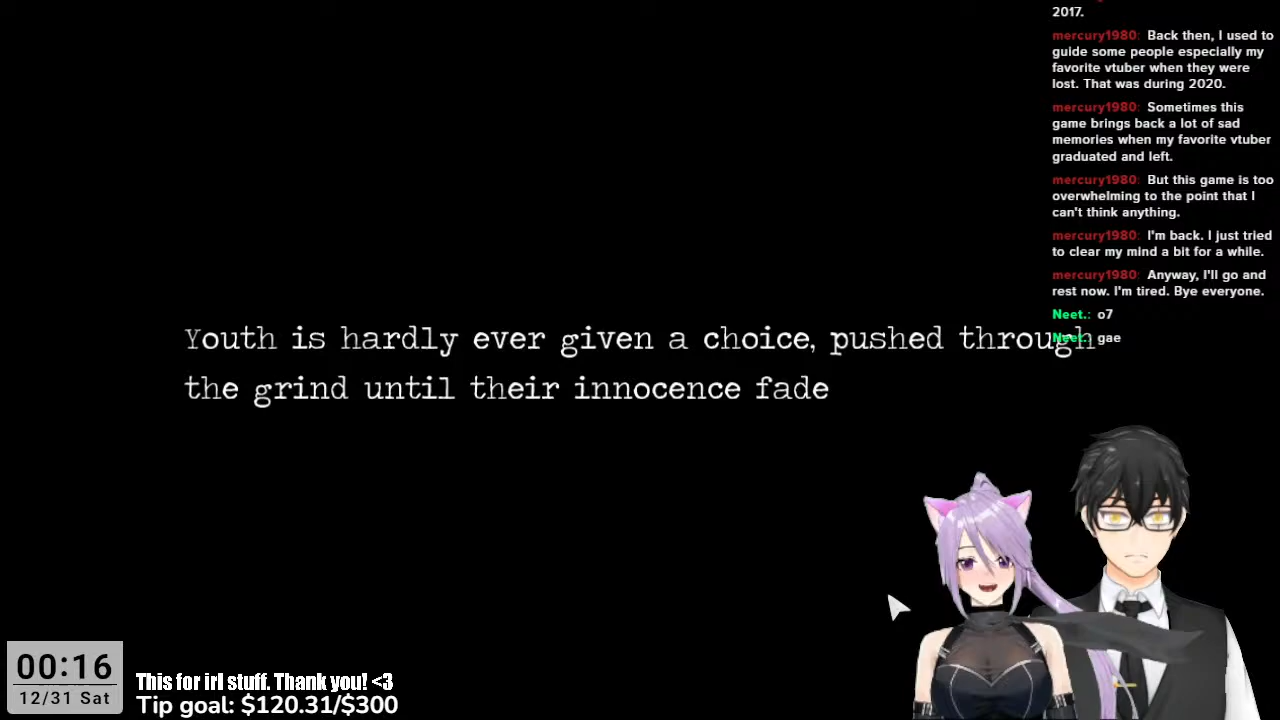 2017.
mercury1980: Back then, I used to
guide some people especially my
favorite vtuber when they were
lost. That was during 2020.
mercury1980: Sometimes this
game brings back a lot of sad
memories when my favorite vtuber
graduated and left.
mercury1980: But this game is too
overwhelming to the point that I
can't think anything.
mercury1980: I'm back. I just tried
to clear my mind a bit for a while.
mercury1980: Anyway, I'll go and
rest now. I'm tired. Bye everyone.
Neet.: o7
Neet.: gae
Youth is hardly ever given a choice, pushed through
the grind until their innocence fade
00:16
12/31 Sat
This for irl stuff. Thank you! <3
Tip goal: $120.31/$300